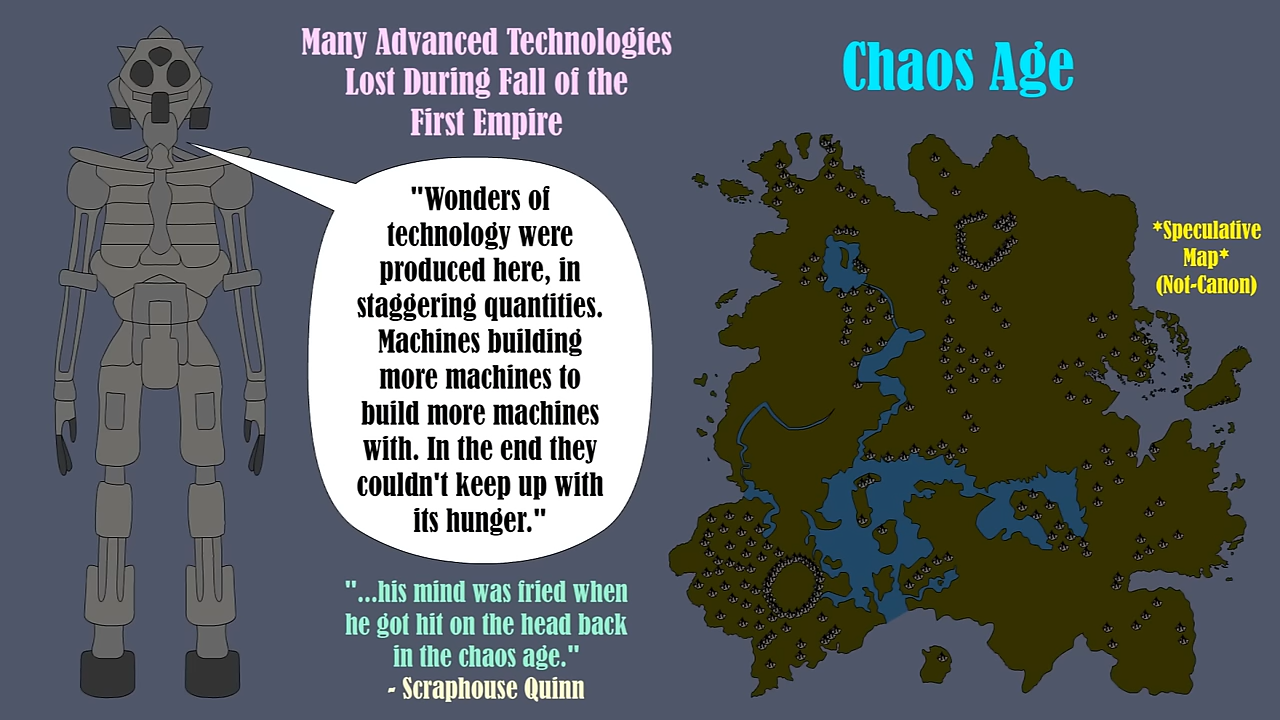 Many Advanced Technologies
Lost During Fall of the
First Empire
"Wonders of
technology were
produced here, in
staggering quantities.
Machines building
more machines to
build more machines
with. In the end they
couldn't keep up with
its hunger."
"...his mind was fried when
he got hit on the head back
in the chaos age."
- Scraphouse Quinn
Chaos Age
*Speculative
Map*
(Not-Canon)